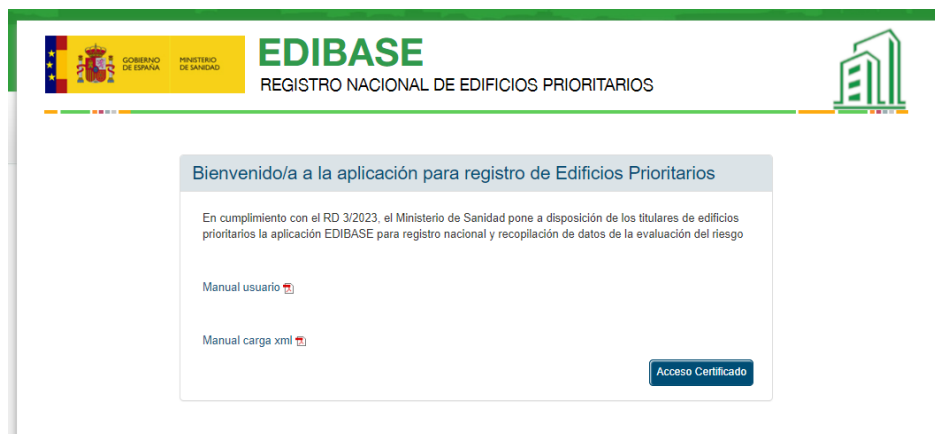 GOBIERNO
DE ESPAÑA
MINISTERIO
DE SANIDAD
EDIBASE
REGISTRO NACIONAL DE EDIFICIOS PRIORITARIOS
Bienvenido/a a la aplicación para registro de Edificios Prioritarios
En cumplimiento con el RD 3/2023, el Ministerio de Sanidad pone a disposición de los titulares de edificios
prioritarios la aplicación EDIBASE para registro nacional y recopilación de datos de la evaluación del riesgo
Manual usuario
Manual carga xml
Acceso Certificado